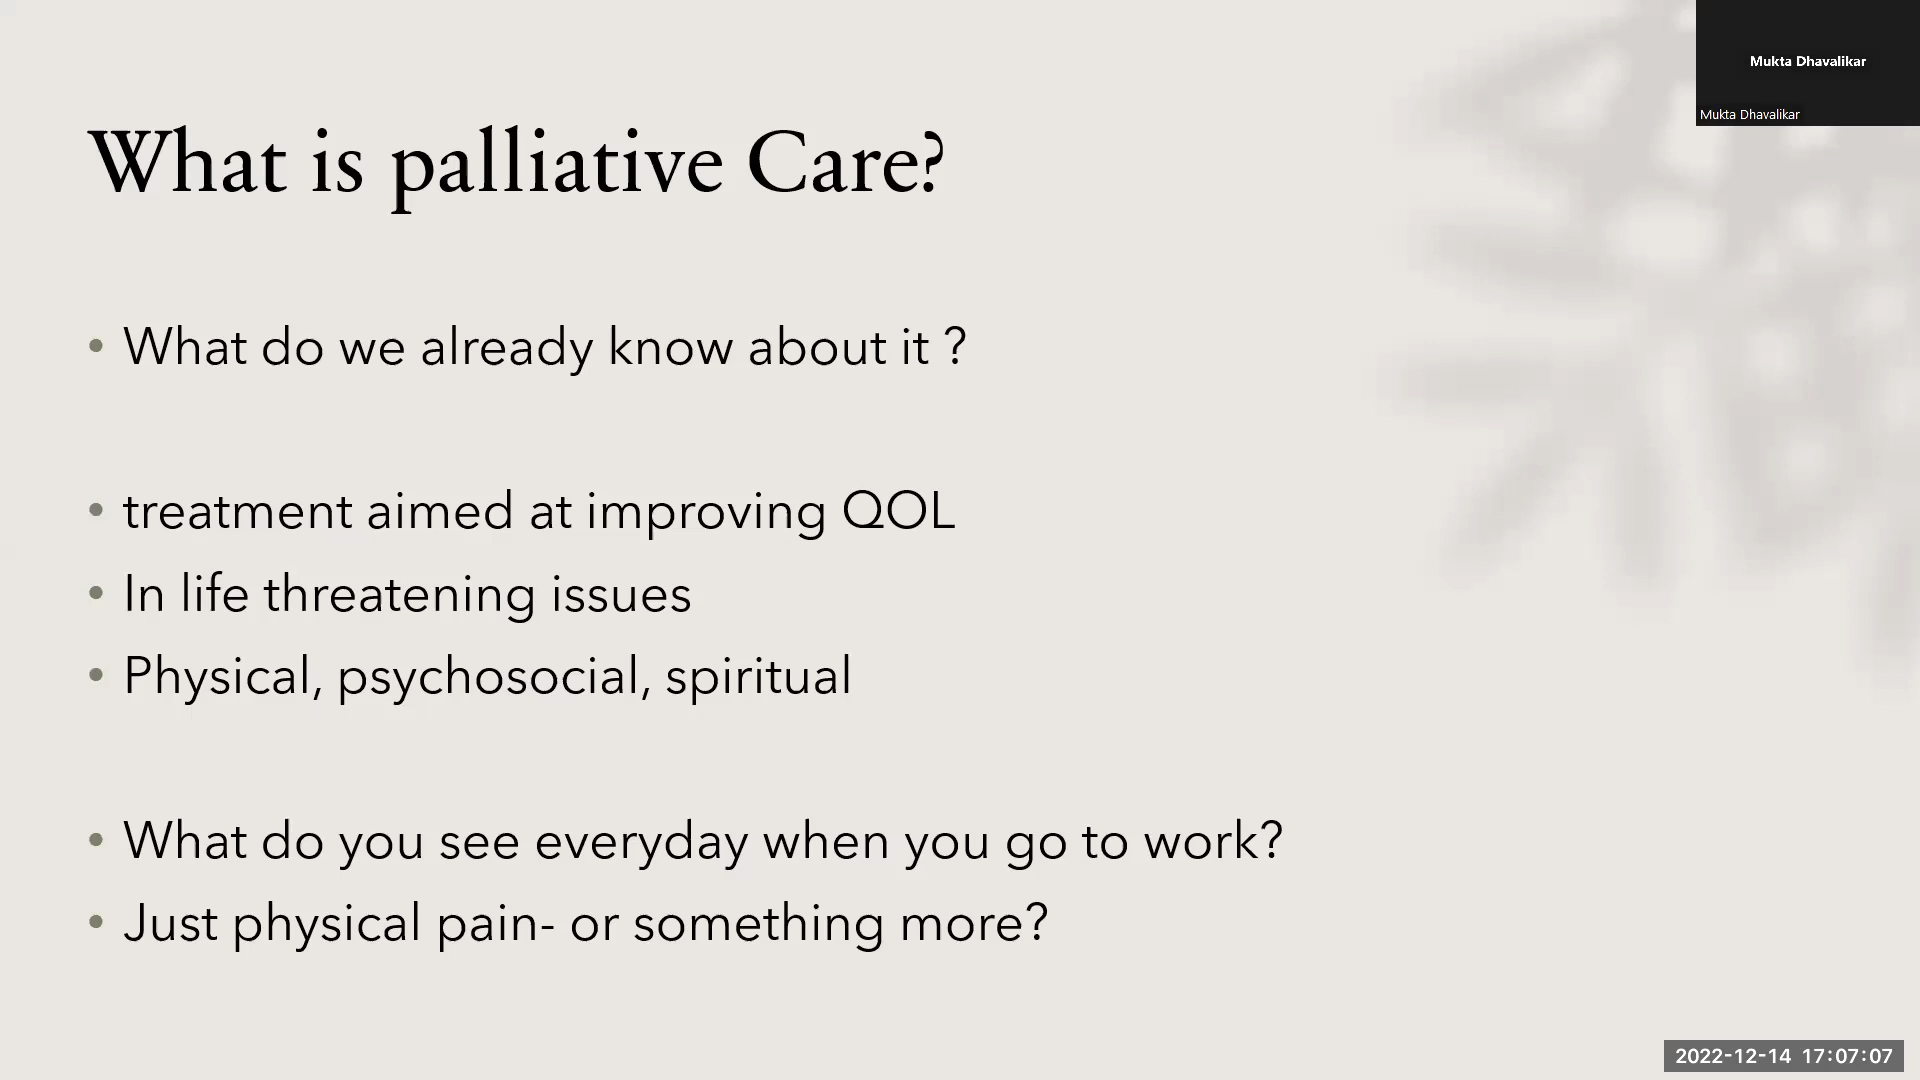 Mukta Dhavalikar
Mukta Dhavalikar
What is palliative Care?
• What do we already know about it ?
• treatment aimed at improving QOL
• In life threatening issues
• Physical, psychosocial, spiritual
• What do you see everyday when you go to work?
• Just physical pain- or something more?
2022-12-14 17:07:07